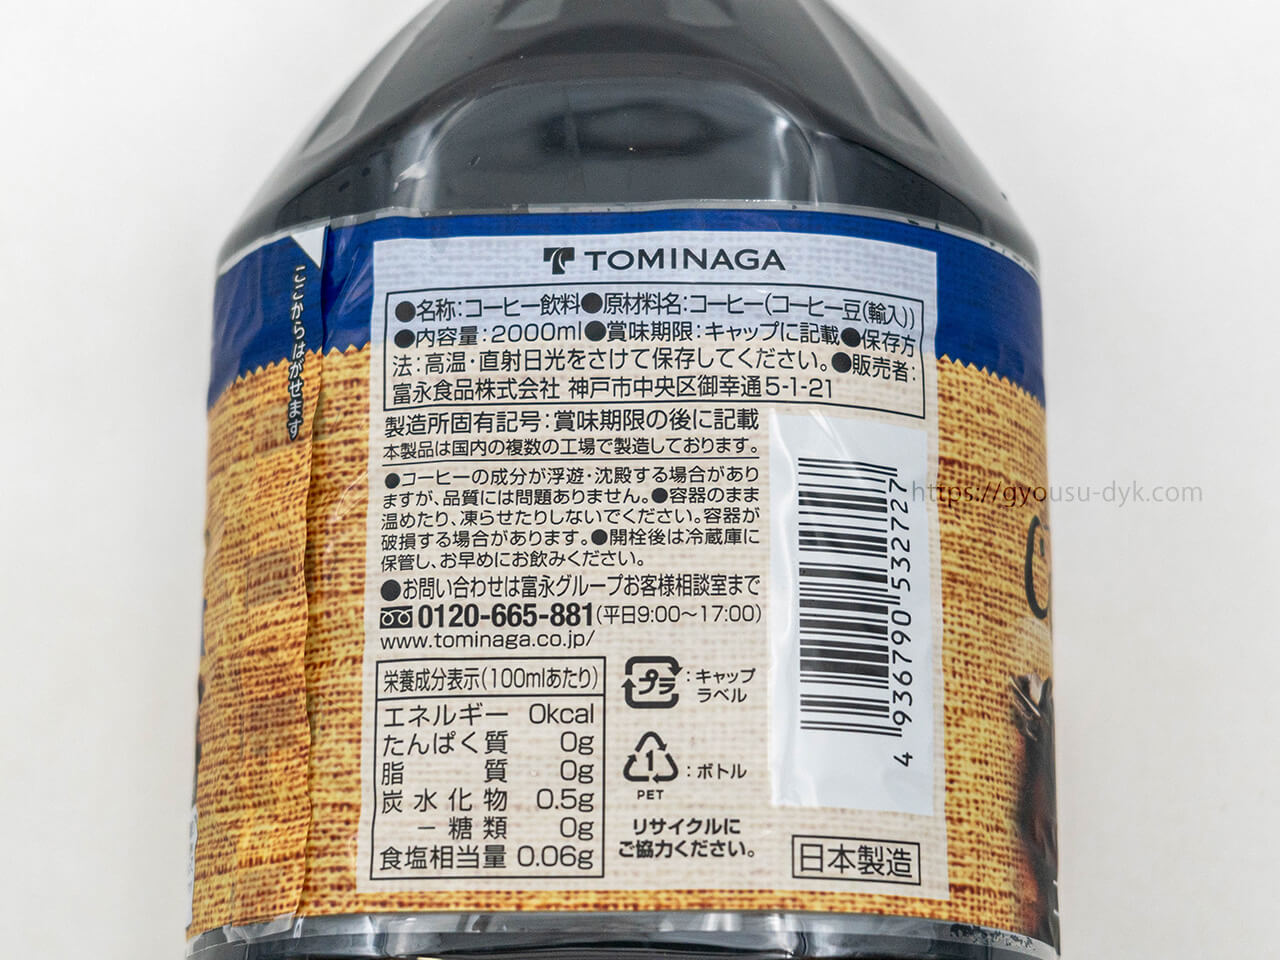 TOMINAGA
●名称:コーヒー飲料●原材料名:コーヒー(コーヒー豆(輸入))
●内容量:2000ml●賞味期限:キャップに記載●保存方
法:高温・直射日光をさけて保存してください。●販売者:
富永食品株式会社 神戸市中央区御幸通5-1-21
製造所固有記号:賞味期限の後に記載
本製品は国内の複数の工場で製造しております。
●コーヒーの成分が浮遊・沈殿する場合があり
ますが、品質には問題ありません。●容器のまま
温めたり、凍らせたりしないでください。容器が
破損する場合があります。●開栓後は冷蔵庫に
保管し、お早めにお飲みください。
●お問い合わせは富永グループお客様相談室まで
0120-665-881(平日9:00〜17:00)
www.tominaga.co.jp/
栄養成分表示(100mlあたり)
エネルギー 0kcal
たんぱく質 0g
脂質 0g
炭水化物 0.5g
－糖類 0g
食塩相当量 0.06g
プラ:キャップ
ラベル
1:ボトル
PET
リサイクルに
ご協力ください。
日本製造
4 936790 532727
ここからはがせます
https://gyousu-dyk.com